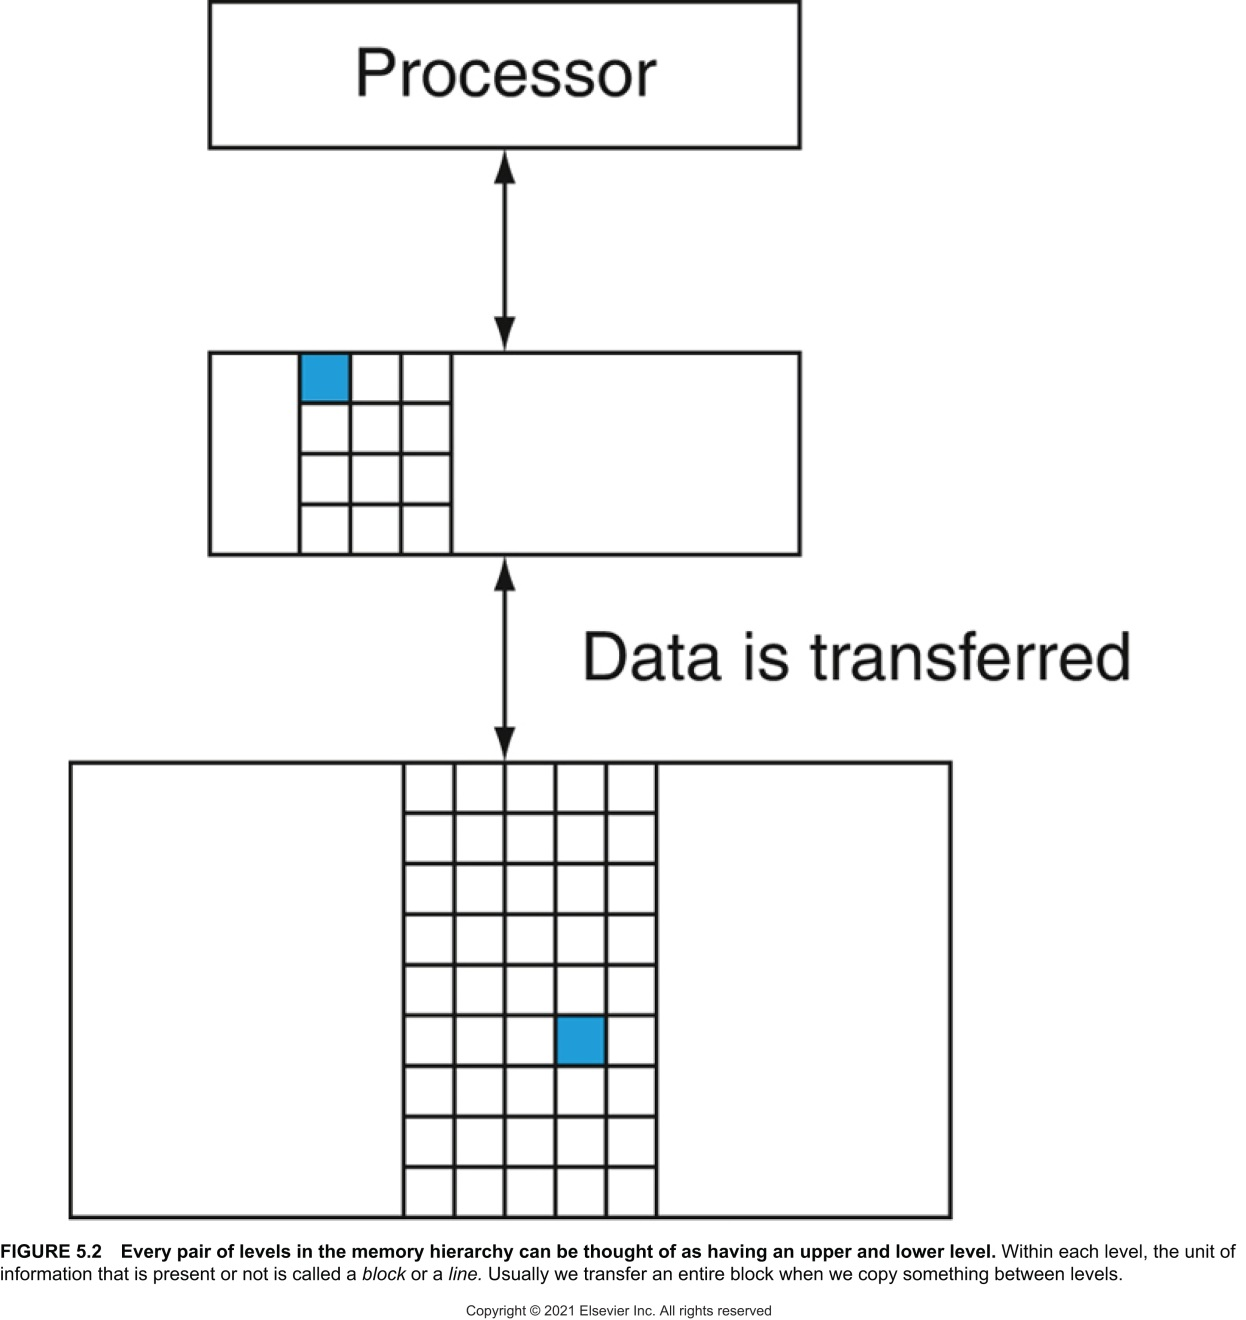 Processor
Data is transferred
FIGURE 5.2 Every pair of levels in the memory hierarchy can be thought of as having an upper and lower level. Within each level, the unit of
information that is present or not is called a block or a line. Usually we transfer an entire block when we copy something between levels.
Copyright © 2021 Elsevier Inc. All rights reserved